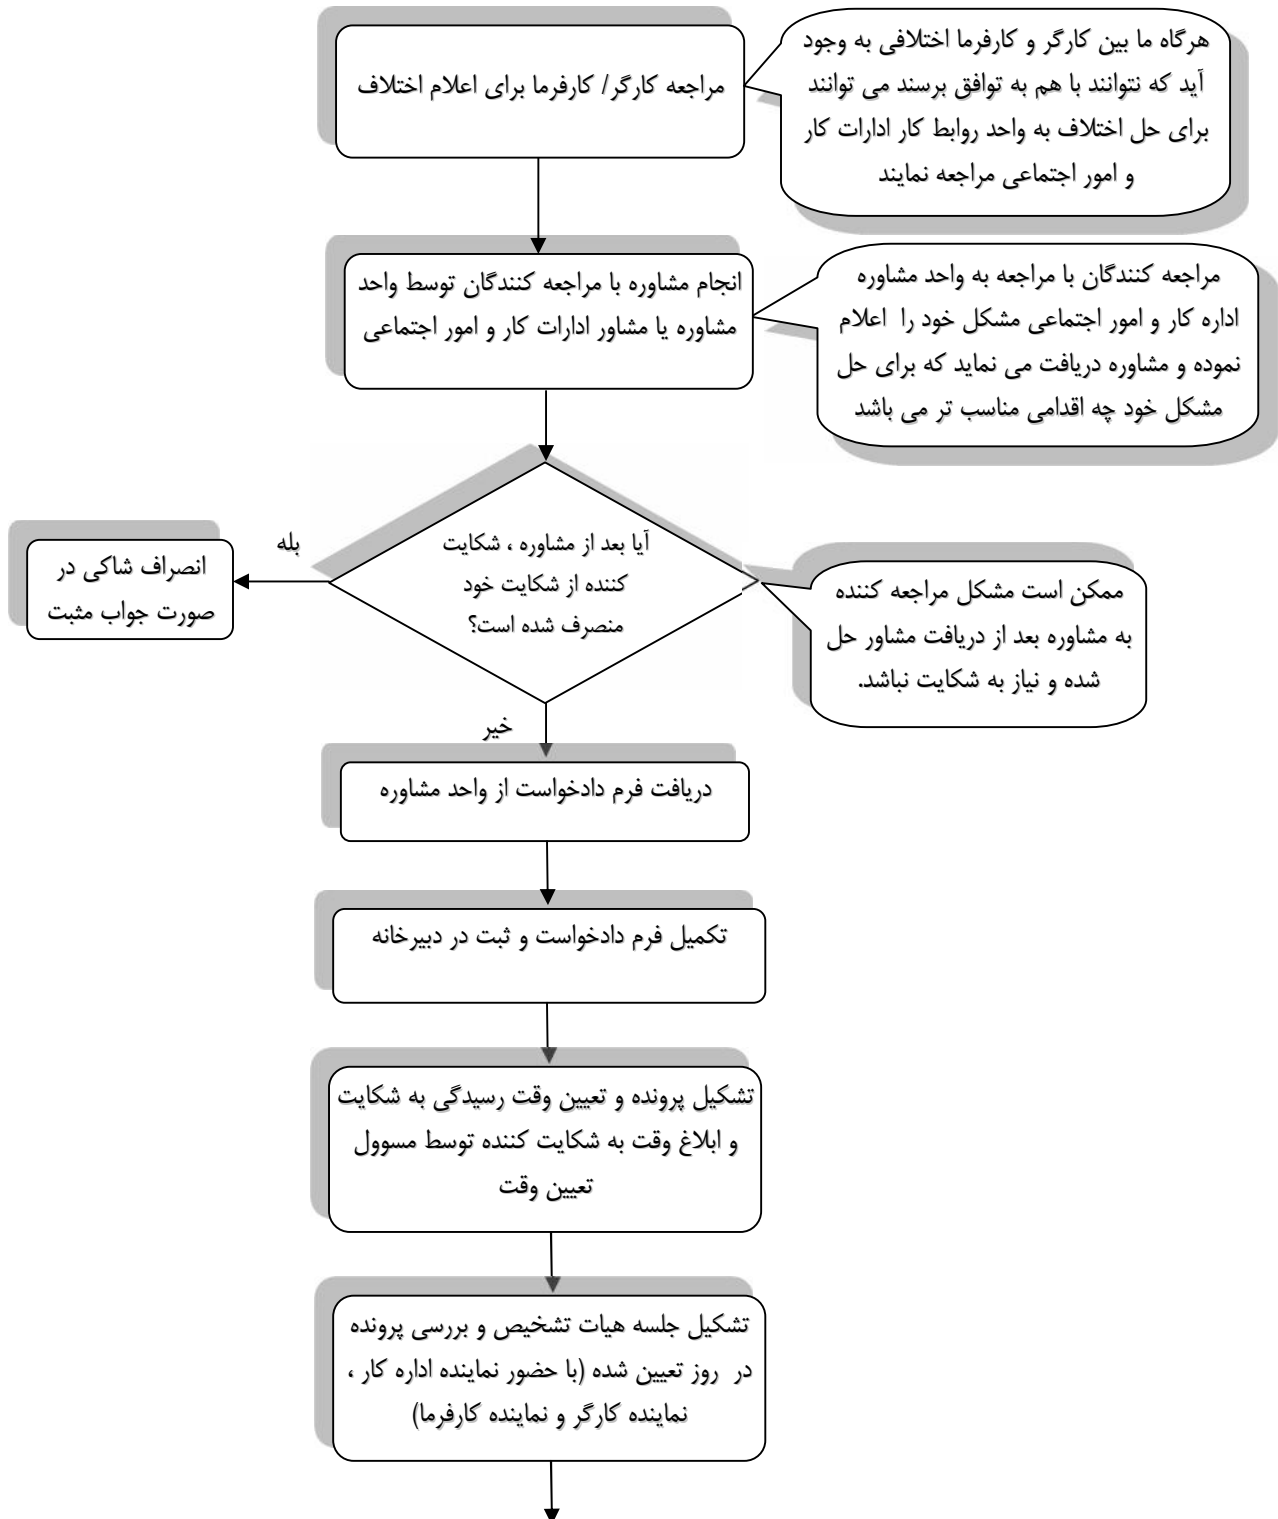 مراجعه کارگر/ کارفرما برای اعلام اختلاف
هرگاه ما بین کارگر و کارفرما اختلافی به وجود
آید که نتوانند با هم به توافق برسند می توانند
برای حل اختلاف به واحد روابط کار ادارات کار
و امور اجتماعی مراجعه نمایند
انجام مشاوره با مراجعه کنندگان توسط واحد
مشاوره یا مشاور ادارات کار و امور اجتماعی
مراجعه کنندگان با مراجعه به واحد مشاوره
اداره کار و امور اجتماعی مشکل خود را اعلام
نموده و مشاوره دریافت می نماید که برای حل
مشکل خود چه اقدامی مناسب تر می باشد
آیا بعد از مشاوره ، شکایت
کننده از شکایت خود
منصرف شده است؟
ممکن است مشکل مراجعه کننده
به مشاوره بعد از دریافت مشاور حل
شده و نیاز به شکایت نباشد.
بله
انصراف شاکی در
صورت جواب مثبت
خیر
دریافت فرم دادخواست از واحد مشاوره
تکمیل فرم دادخواست و ثبت در دبیرخانه
تشکیل پرونده و تعیین وقت رسیدگی به شکایت
و ابلاغ وقت به شکایت کننده توسط مسوول
تعیین وقت
تشکیل جلسه هیات تشخیص و بررسی پرونده
در روز تعیین شده (با حضور نماینده اداره کار ،
نماینده کارگر و نماینده کارفرما)